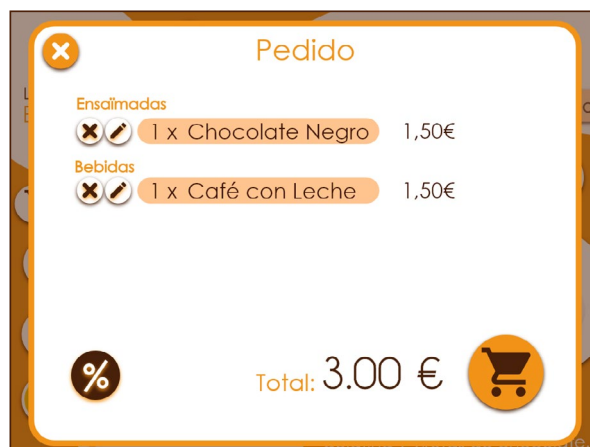 Pedido
Ensaïmadas
1 x Chocolate Negro 1,50€
Bebidas
1 x Café con Leche 1,50€
%
Total: 3.00 €